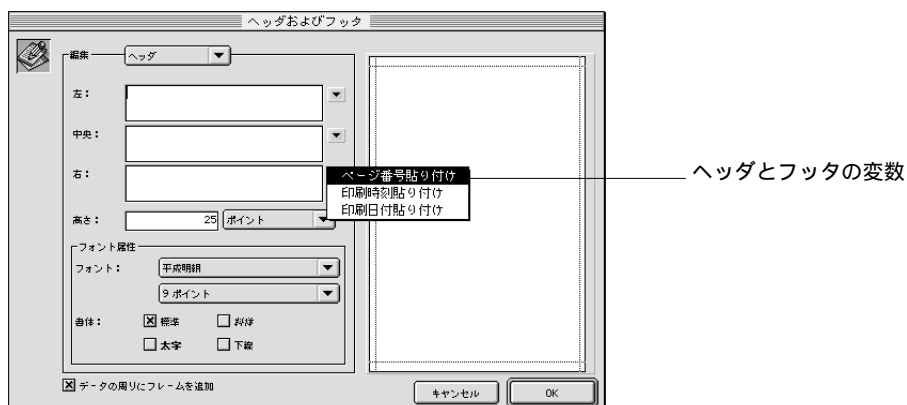 ヘッダおよびフッタ
編集
ヘッダ
左：
中央：
右：
ページ番号貼り付け
印刷時刻貼り付け
印刷日付貼り付け
ヘッダとフッタの変数
高さ：
25
ポイント
フォント属性
フォント：
平成明朝
9 ポイント
書体：
標準
斜体
太字
下線
データの周りにフレームを追加
キャンセル
OK